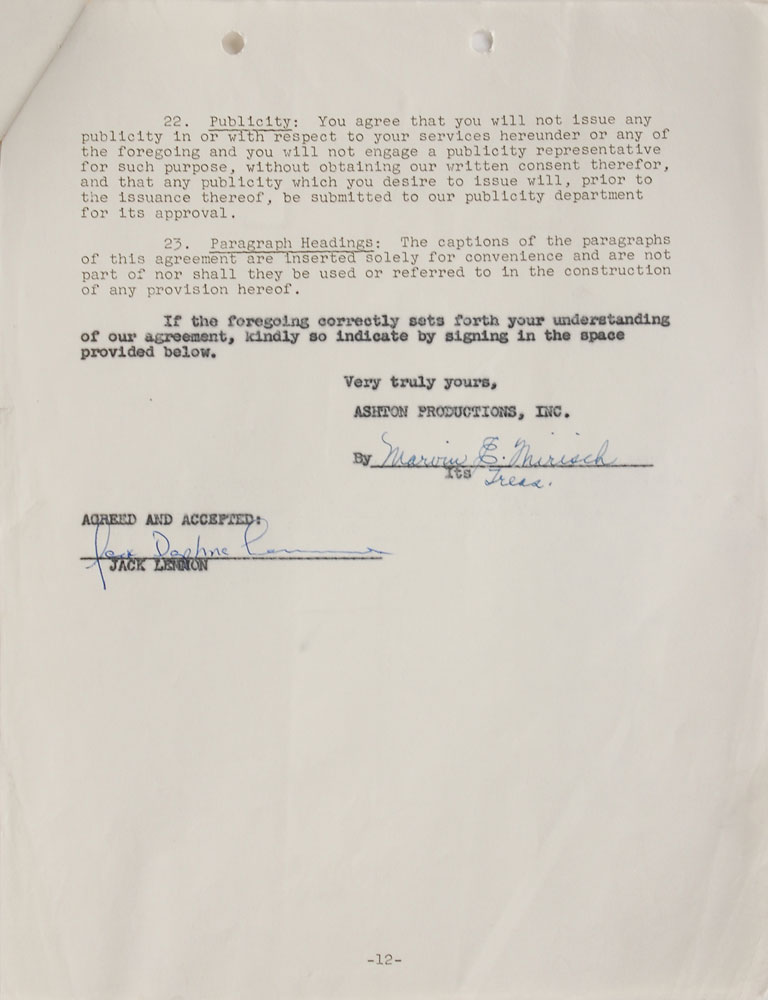 22. Publicity: You agree that you will not issue any
publicity in or with respect to your services hereunder or any of
the foregoing and you will not engage a publicity representative
for such purpose, without obtaining our written consent therefor,
and that any publicity which you desire to issue will, prior to
the issuance thereof, be submitted to our publicity department
for its approval.
23. Paragraph Headings: The captions of the paragraphs
of this agreement are inserted solely for convenience and are not
part of nor shall they be used or referred to in the construction
of any provision hereof.
If the foregoing correctly sets forth your understanding
of our agreement, kindly so indicate by signing in the space
provided below.
Very truly yours,
ASHTON PRODUCTIONS, INC.
By Marvin E. Mirisch
Its Treas.
AGREED AND ACCEPTED:
Jack Daphne Lemmon
JACK LEMMON
-12-